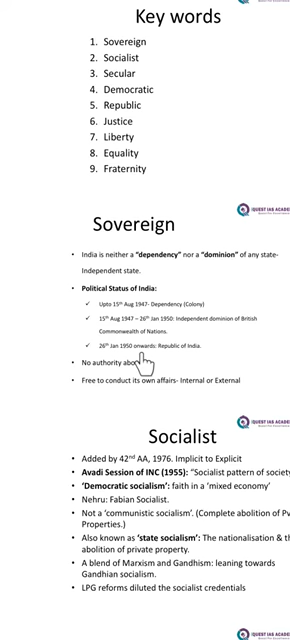 Key words
1. Sovereign
2. Socialist
3. Secular
4. Democratic
5. Republic
6. Justice
7. Liberty
8. Equality
9. Fraternity
QUEST IAS ACADE
Sovereign
• India is neither a “dependency” nor a “dominion” of any state-
Independent state.
• Political Status of India:
✓ Upto 15th Aug 1947- Dependency (Colony)
✓ 15th Aug 1947 – 26th Jan 1950: Independent dominion of British
Commonwealth of Nations.
✓ 26th Jan 1950 onwards: Republic of India.
• No authority abo
• Free to conduct its own affairs- Internal or External
QUEST IAS ACADE
Socialist
• Added by 42nd AA, 1976. Implicit to Explicit
• Avadi Session of INC (1955): “Socialist pattern of society
• ‘Democratic socialism’: faith in a ‘mixed economy’
• Nehru: Fabian Socialist.
• Not a ‘communistic socialism’. (Complete abolition of Pv
Properties.)
• Also known as ‘state socialism’: The nationalisation & th
abolition of private property.
• A blend of Marxism and Gandhism: leaning towards
Gandhian socialism.
• LPG reforms diluted the socialist credentials